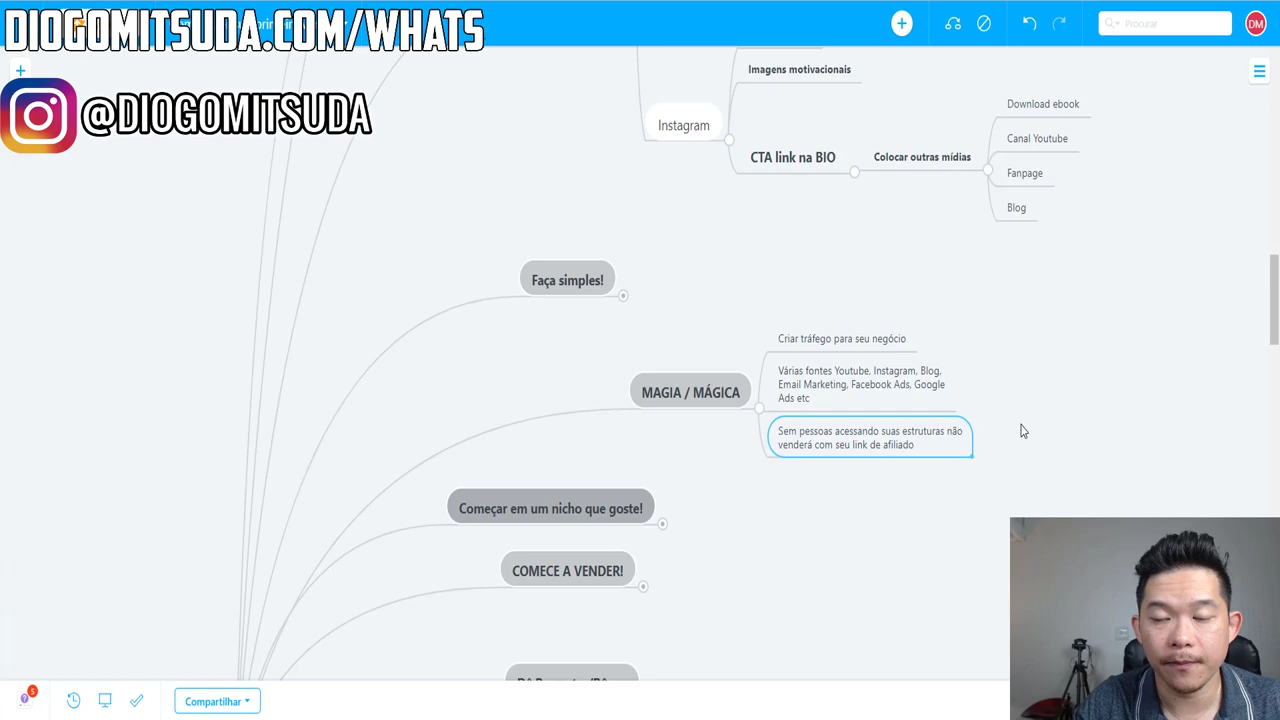 DIOGOMITSUDA.COM/WHATS
Procurar
DM
@DIOGOMITSUDA
Imagens motivacionais
Instagram
CTA link na BIO
Colocar outras mídias
Download ebook
Canal Youtube
Fanpage
Blog
Faça simples!
MAGIA / MÁGICA
Criar tráfego para seu negócio
Várias fontes Youtube, Instagram, Blog,
Email Marketing, Facebook Ads, Google
Ads etc
Sem pessoas acessando suas estruturas não
venderá com seu link de afiliado
Começar em um nicho que goste!
COMECE A VENDER!
5
Compartilhar